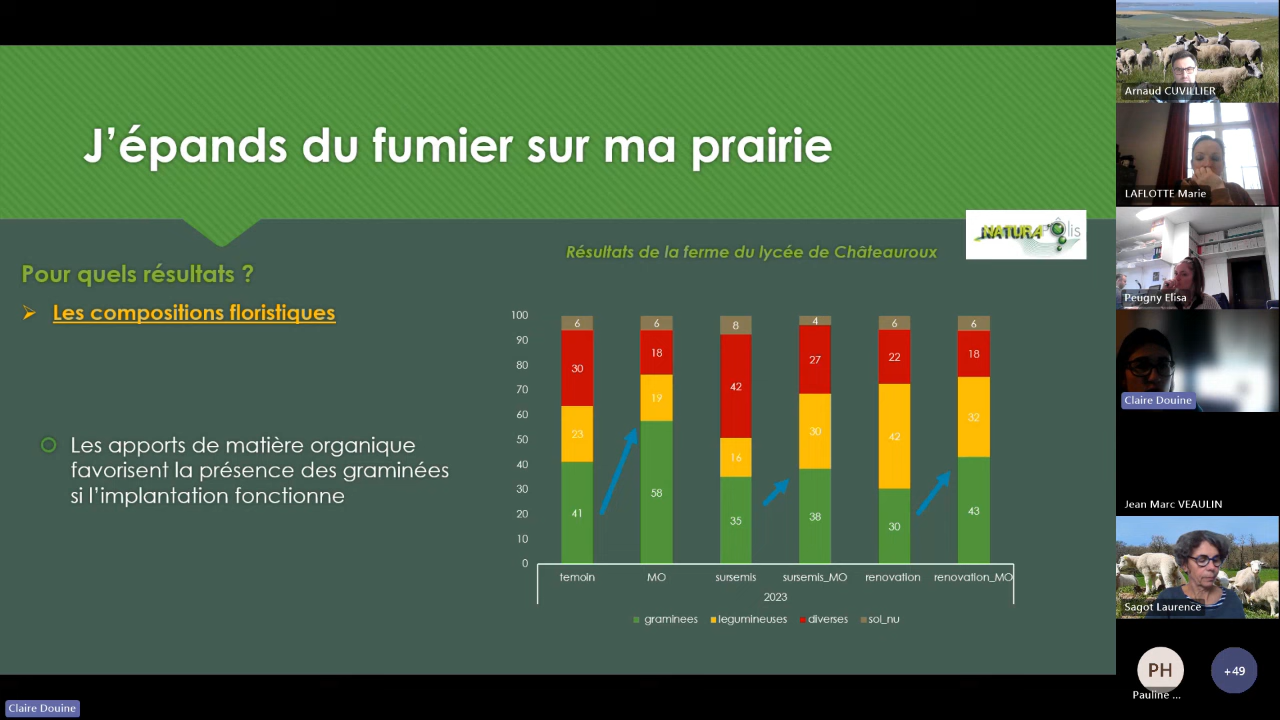 J'épands du fumier sur ma prairie
NATURAPÔlis
Pour quels résultats ?
Les compositions floristiques
Les apports de matière organique
favorisent la présence des graminées
si l'implantation fonctionne
Résultats de la ferme du lycée de Châteauroux
100
90
80
70
60
50
40
30
20
10
0
6 6 8 4 6 6
30 18 42 27 22 18
23 19 16 30 42 32
41 58 35 38 30 43
temoin MO sursemis sursemis_MO renovation renovation_MO
2023
graminees legumineuses diverses sol_nu
Arnaud CUVILLIER
LAFLOTTE Marie
Peugny Elisa
Claire Douine
Jean Marc VEAULIN
Sagot Laurence
PH
+49
Pauline ...
Claire Douine